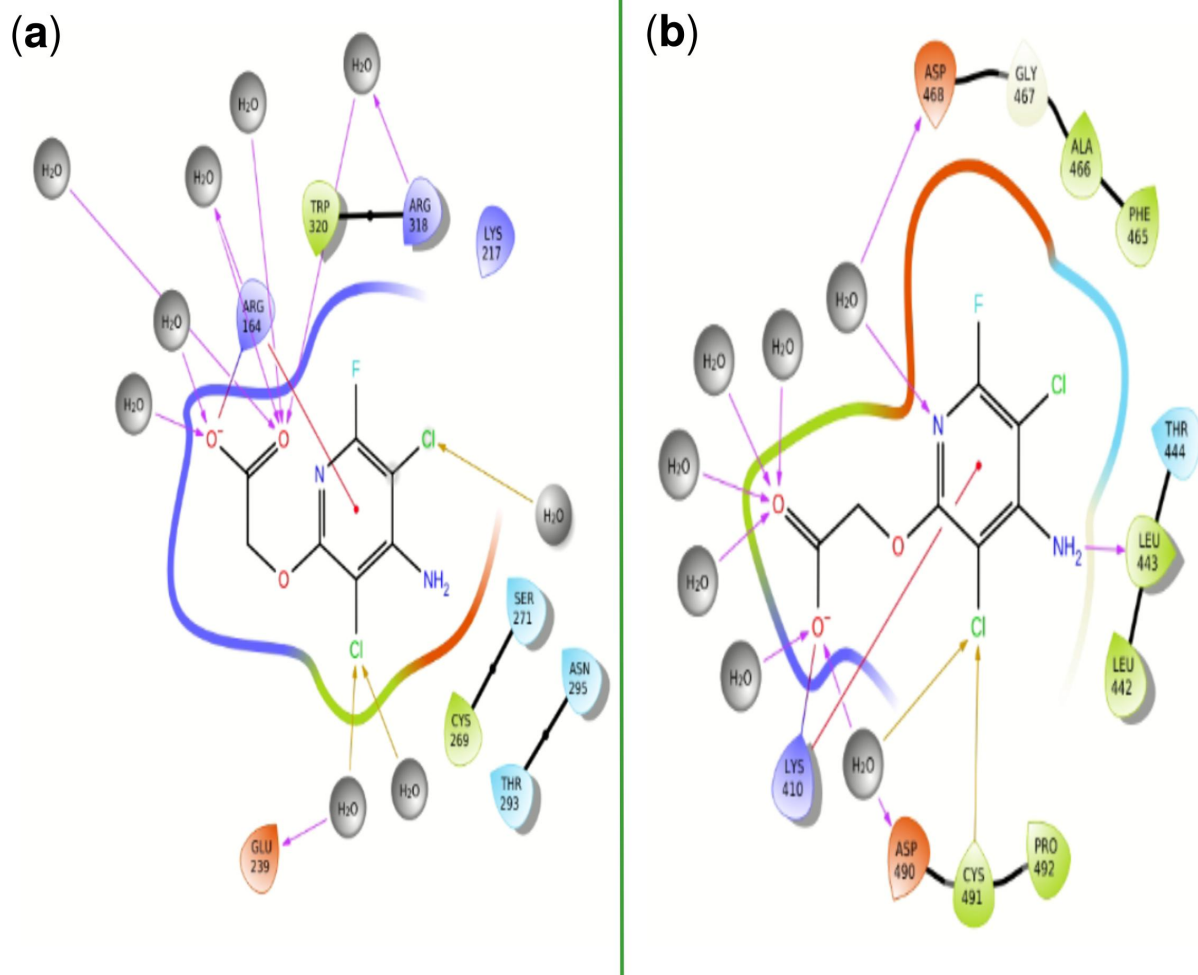 (a)
H₂O
H₂O
H₂O
H₂O
TRP
320
ARG
318
LYS
217
ARG
164
H₂O
F
H₂O
O⁻
O
Cl
N
H₂O
O
NH₂
Cl
SER
271
ASN
295
CYS
269
THR
293
H₂O
H₂O
GLU
239
(b)
ASP
468
GLY
467
ALA
466
PHE
465
H₂O
F
H₂O
H₂O
Cl
N
THR
444
H₂O
O
O
NH₂
LEU
443
H₂O
O⁻
Cl
H₂O
LEU
442
LYS
410
H₂O
ASP
490
CYS
491
PRO
492